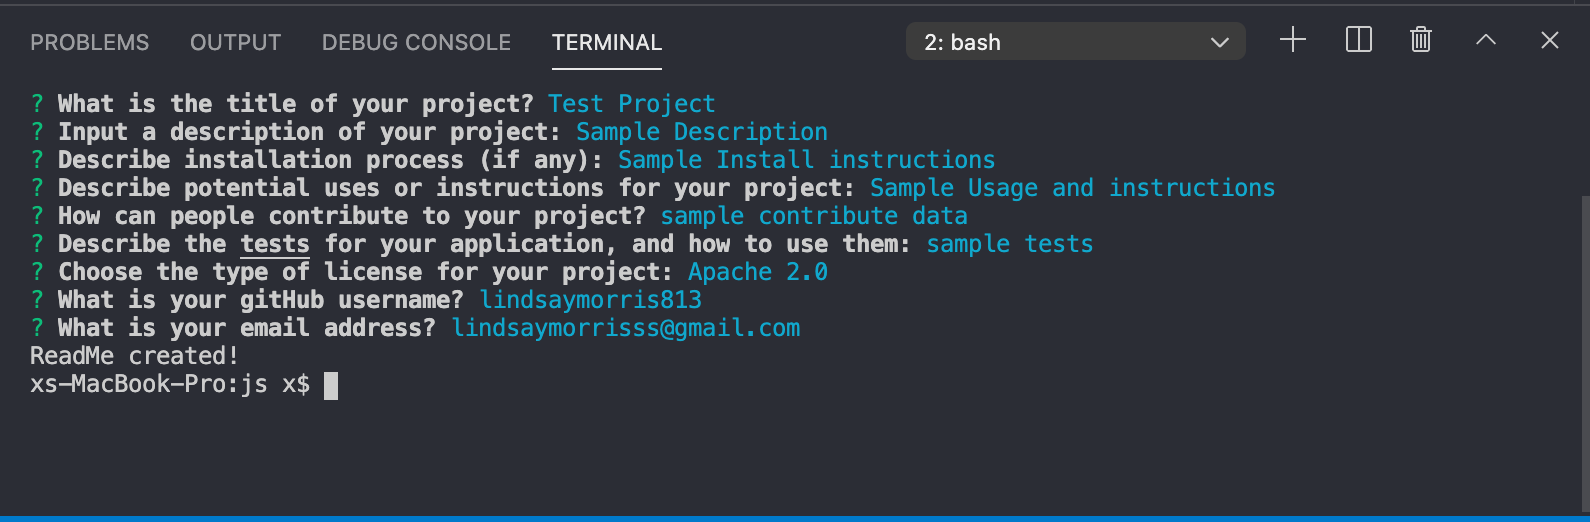 PROBLEMS OUTPUT DEBUG CONSOLE TERMINAL 2: bash
? What is the title of your project? Test Project
? Input a description of your project: Sample Description
? Describe installation process (if any): Sample Install instructions
? Describe potential uses or instructions for your project: Sample Usage and instructions
? How can people contribute to your project? sample contribute data
? Describe the tests for your application, and how to use them: sample tests
? Choose the type of license for your project: Apache 2.0
? What is your gitHub username? lindsaymorris813
? What is your email address? lindsaymorrisss@gmail.com
ReadMe created!
xs-MacBook-Pro:js x$